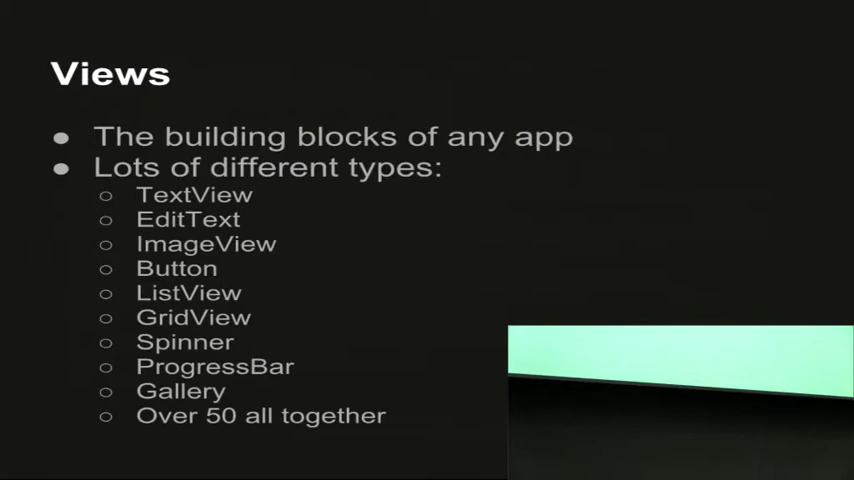 Views
● The building blocks of any app
● Lots of different types:
○ TextView
○ EditText
○ ImageView
○ Button
○ ListView
○ GridView
○ Spinner
○ ProgressBar
○ Gallery
○ Over 50 all together